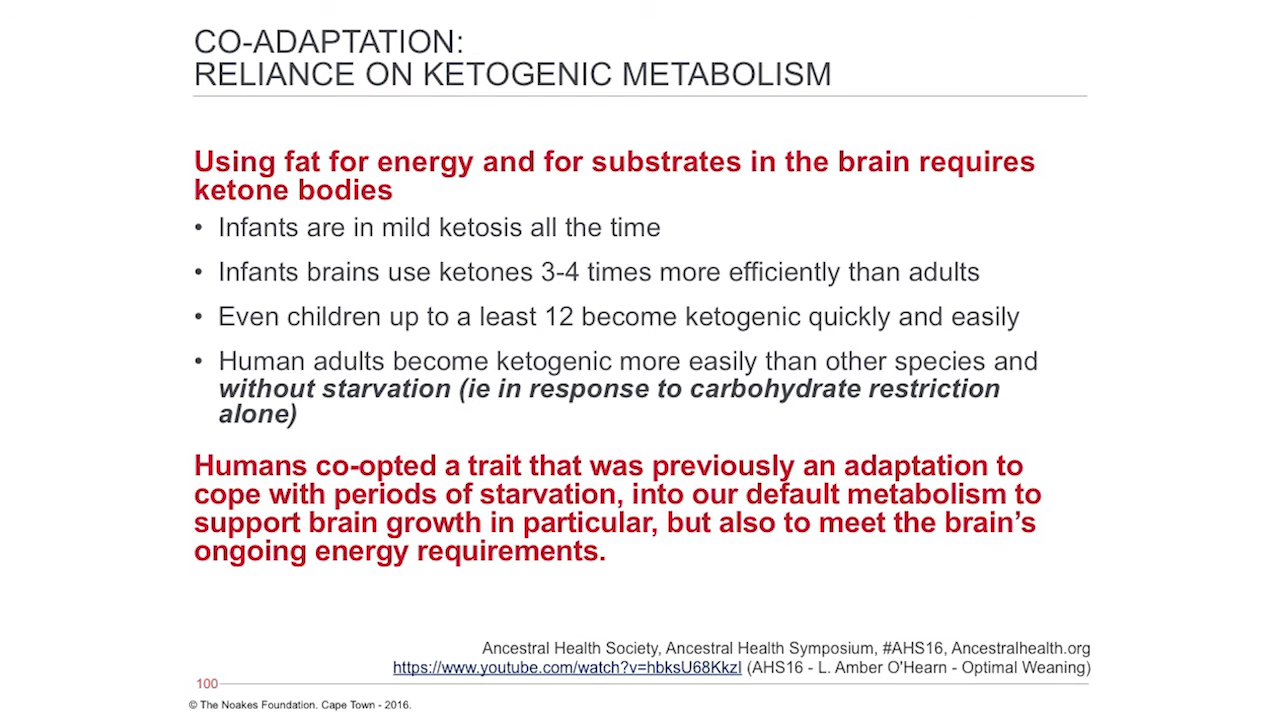 CO-ADAPTATION:
RELIANCE ON KETOGENIC METABOLISM
Using fat for energy and for substrates in the brain requires
ketone bodies
• Infants are in mild ketosis all the time
• Infants brains use ketones 3-4 times more efficiently than adults
• Even children up to a least 12 become ketogenic quickly and easily
• Human adults become ketogenic more easily than other species and
without starvation (ie in response to carbohydrate restriction
alone)
Humans co-opted a trait that was previously an adaptation to
cope with periods of starvation, into our default metabolism to
support brain growth in particular, but also to meet the brain’s
ongoing energy requirements.
Ancestral Health Society, Ancestral Health Symposium, #AHS16, Ancestralhealth.org
https://www.youtube.com/watch?v=hbksU68KkzI (AHS16 - L. Amber O'Hearn - Optimal Weaning)
100
© The Noakes Foundation. Cape Town - 2016.